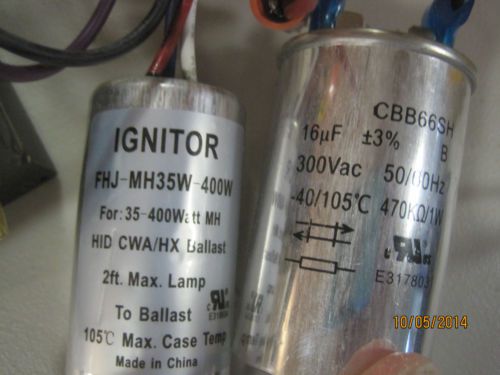 IGNITOR
FHJ-MH35W-400W
For: 35-400Watt MH
HID CWA/HX Ballast
2ft. Max. Lamp
To Ballast
105℃ Max. Case Temp
Made in China
CBB66SH
B
16μF ±3%
300Vac 50/60Hz
-40/105℃ 470KΩ/1W
10/05/2014